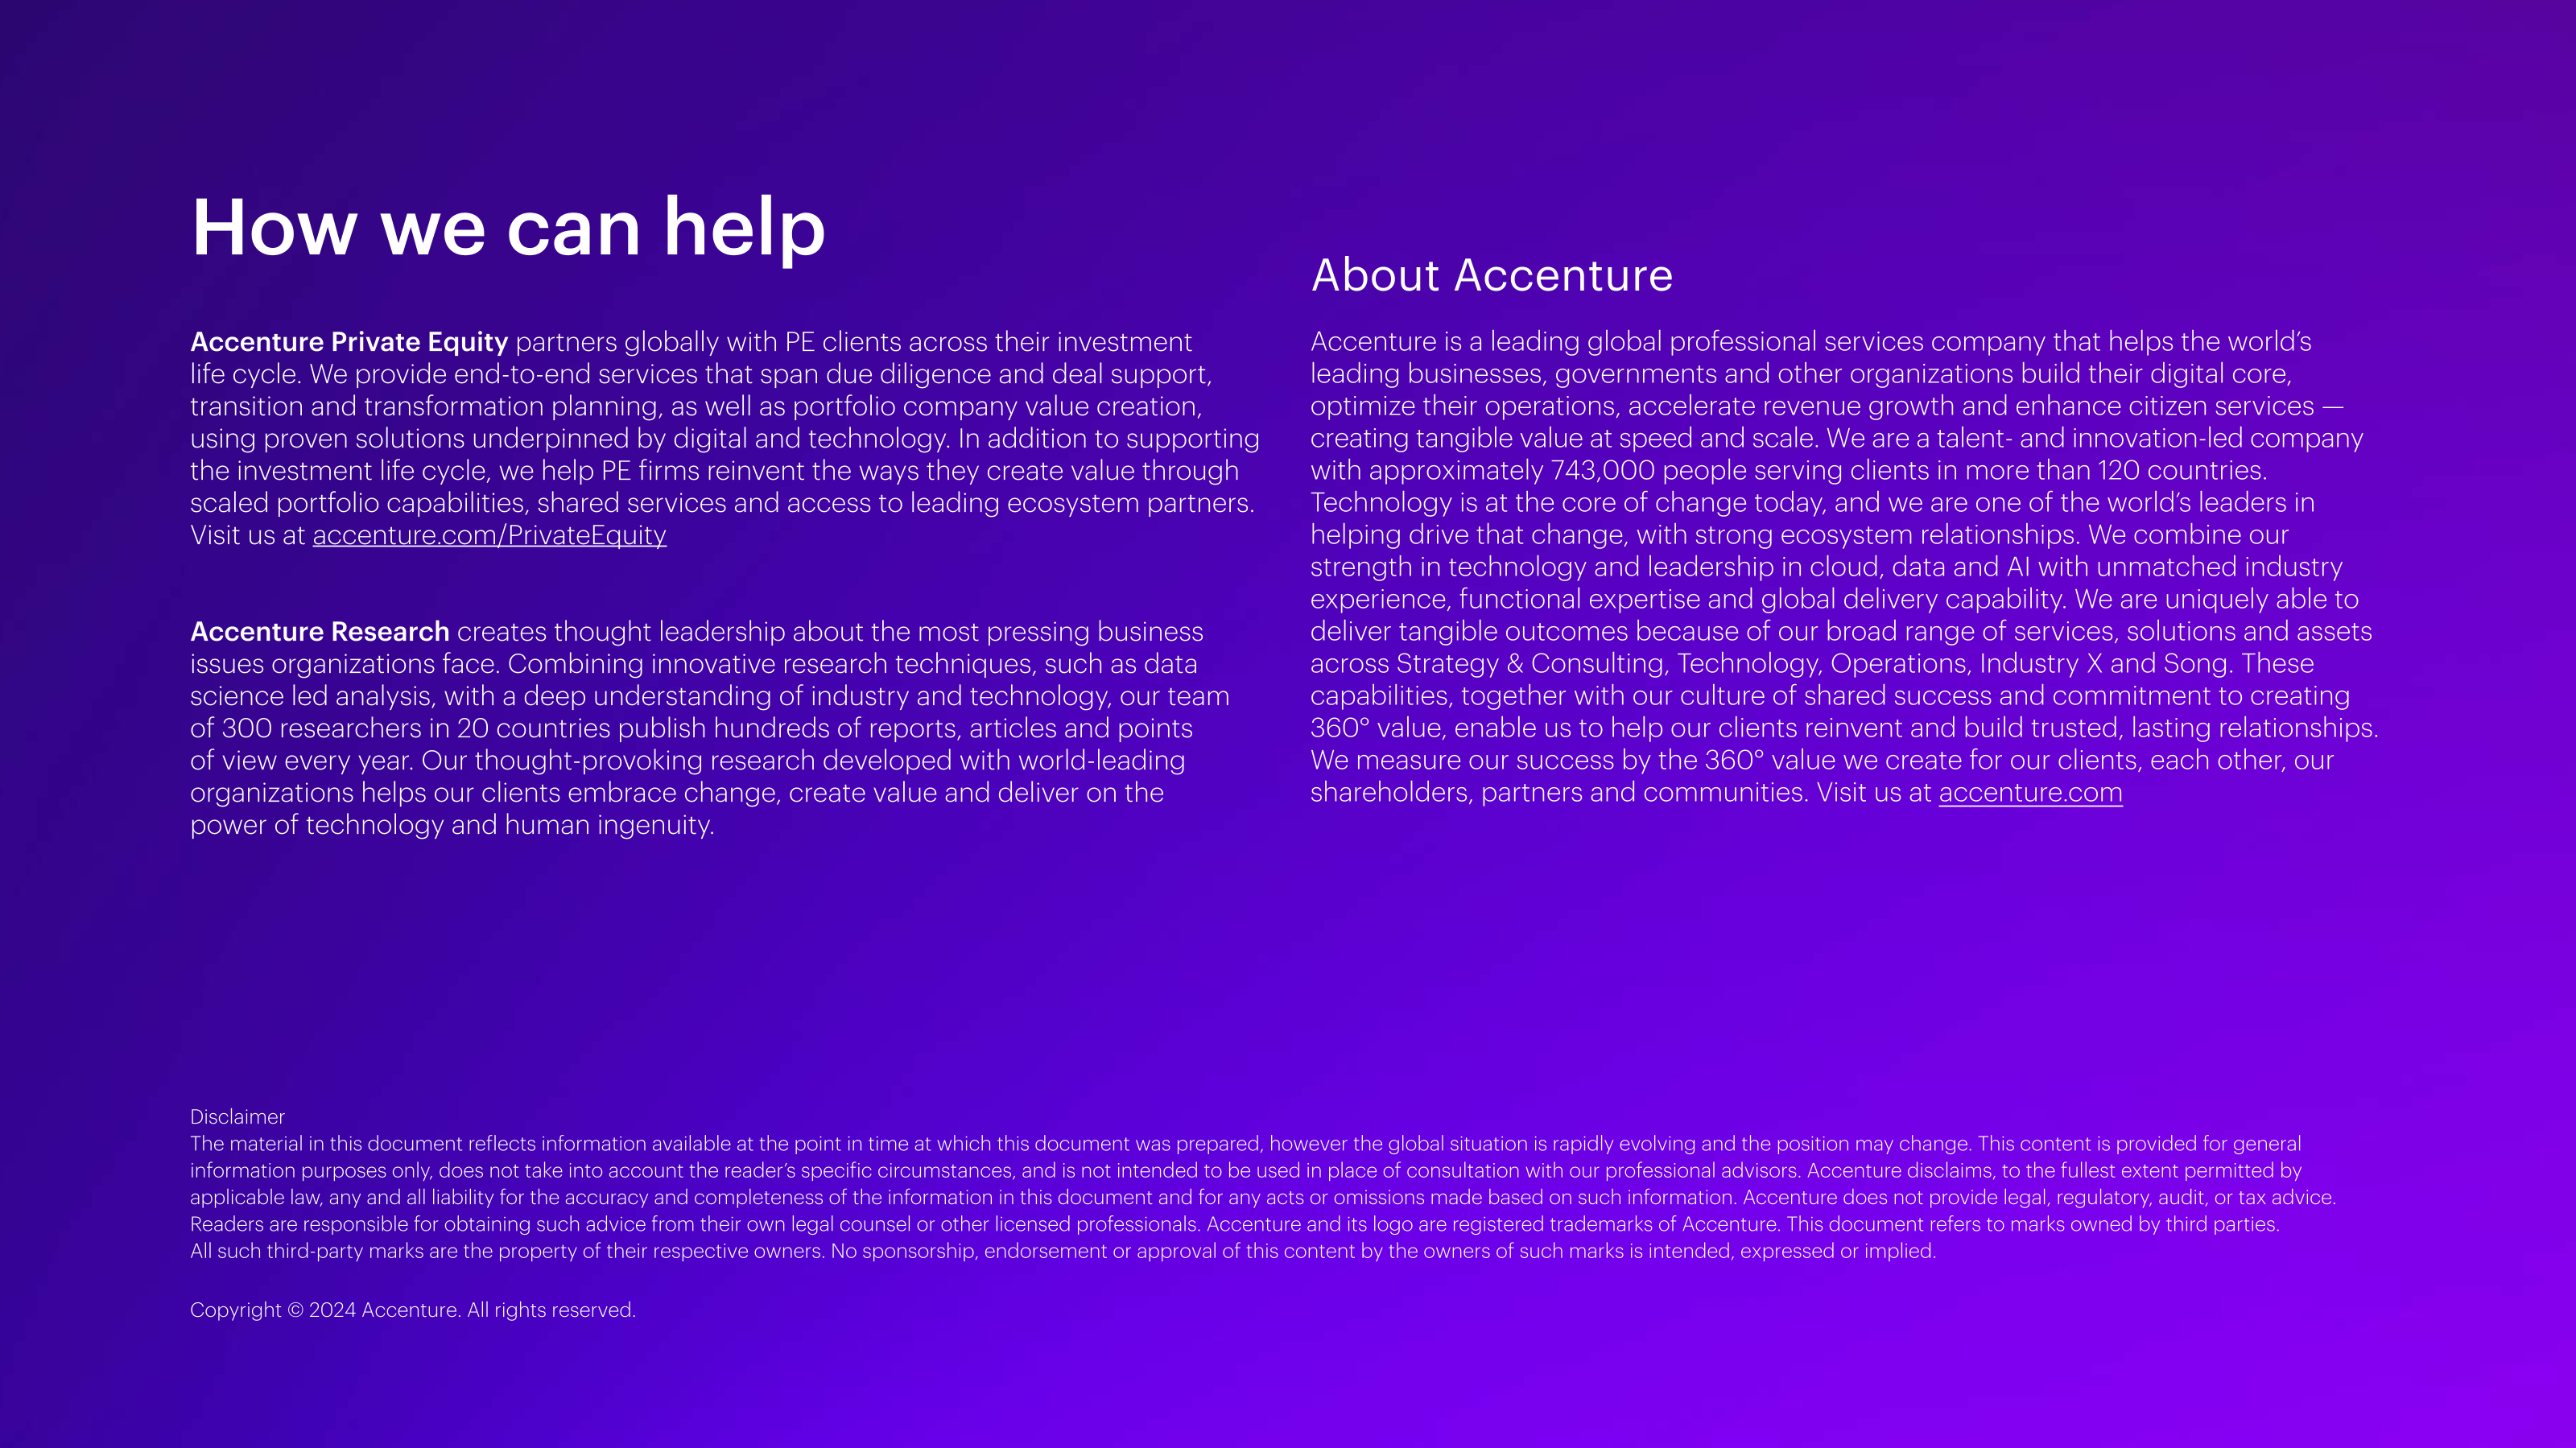 How we can help
Accenture Private Equity partners globally with PE clients across their investment
life cycle. We provide end-to-end services that span due diligence and deal support,
transition and transformation planning, as well as portfolio company value creation,
using proven solutions underpinned by digital and technology. In addition to supporting
the investment life cycle, we help PE firms reinvent the ways they create value through
scaled portfolio capabilities, shared services and access to leading ecosystem partners.
Visit us at accenture.com/PrivateEquity
Accenture Research creates thought leadership about the most pressing business
issues organizations face. Combining innovative research techniques, such as data
science led analysis, with a deep understanding of industry and technology, our team
of 300 researchers in 20 countries publish hundreds of reports, articles and points
of view every year. Our thought-provoking research developed with world-leading
organizations helps our clients embrace change, create value and deliver on the
power of technology and human ingenuity.
About Accenture
Accenture is a leading global professional services company that helps the world’s
leading businesses, governments and other organizations build their digital core,
optimize their operations, accelerate revenue growth and enhance citizen services —
creating tangible value at speed and scale. We are a talent- and innovation-led company
with approximately 743,000 people serving clients in more than 120 countries.
Technology is at the core of change today, and we are one of the world’s leaders in
helping drive that change, with strong ecosystem relationships. We combine our
strength in technology and leadership in cloud, data and AI with unmatched industry
experience, functional expertise and global delivery capability. We are uniquely able to
deliver tangible outcomes because of our broad range of services, solutions and assets
across Strategy & Consulting, Technology, Operations, Industry X and Song. These
capabilities, together with our culture of shared success and commitment to creating
360° value, enable us to help our clients reinvent and build trusted, lasting relationships.
We measure our success by the 360° value we create for our clients, each other, our
shareholders, partners and communities. Visit us at accenture.com
Disclaimer
The material in this document reflects information available at the point in time at which this document was prepared, however the global situation is rapidly evolving and the position may change. This content is provided for general
information purposes only, does not take into account the reader’s specific circumstances, and is not intended to be used in place of consultation with our professional advisors. Accenture disclaims, to the fullest extent permitted by
applicable law, any and all liability for the accuracy and completeness of the information in this document and for any acts or omissions made based on such information. Accenture does not provide legal, regulatory, audit, or tax advice.
Readers are responsible for obtaining such advice from their own legal counsel or other licensed professionals. Accenture and its logo are registered trademarks of Accenture. This document refers to marks owned by third parties.
All such third-party marks are the property of their respective owners. No sponsorship, endorsement or approval of this content by the owners of such marks is intended, expressed or implied.
Copyright © 2024 Accenture. All rights reserved.